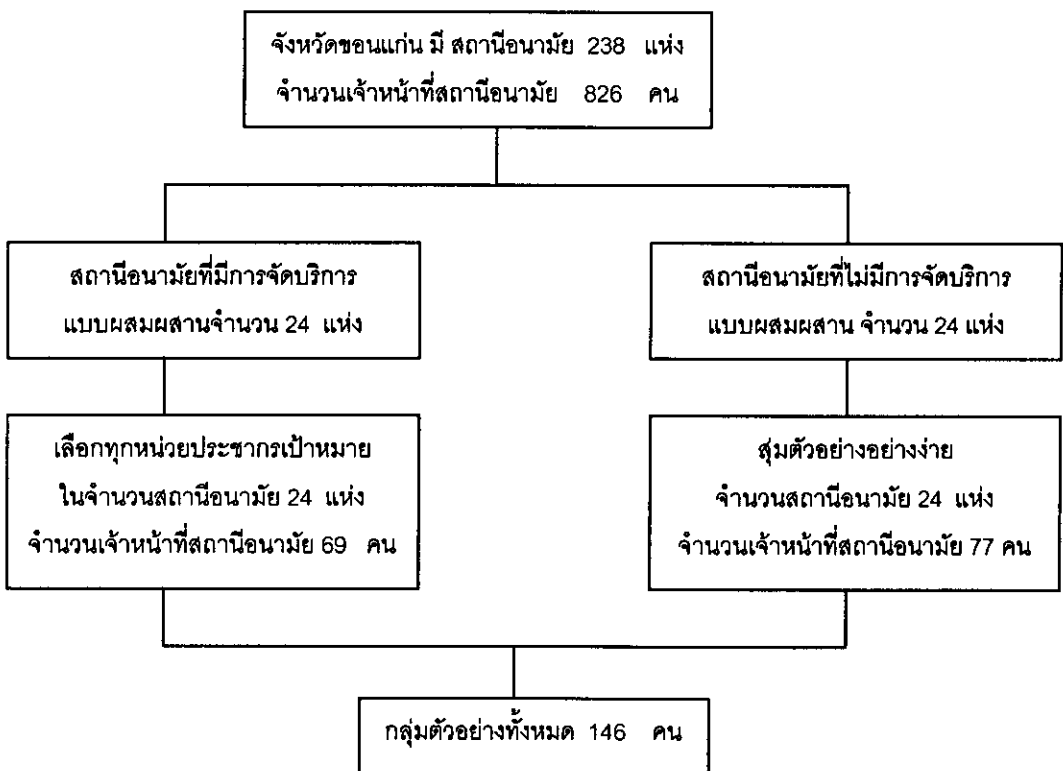 จังหวัดขอนแก่น มี สถานีอนามัย 238 แห่ง
จำนวนเจ้าหน้าที่สถานีอนามัย 826 คน
สถานีอนามัยที่มีการจัดบริการ
แบบผสมผสานจำนวน 24 แห่ง
สถานีอนามัยที่ไม่มีการจัดบริการ
แบบผสมผสาน จำนวน 24 แห่ง
เลือกทุกหน่วยประชากรเป้าหมาย
ในจำนวนสถานีอนามัย 24 แห่ง
จำนวนเจ้าหน้าที่สถานีอนามัย 69 คน
สุ่มตัวอย่างอย่างง่าย
จำนวนสถานีอนามัย 24 แห่ง
จำนวนเจ้าหน้าที่สถานีอนามัย 77 คน
กลุ่มตัวอย่างทั้งหมด 146 คน